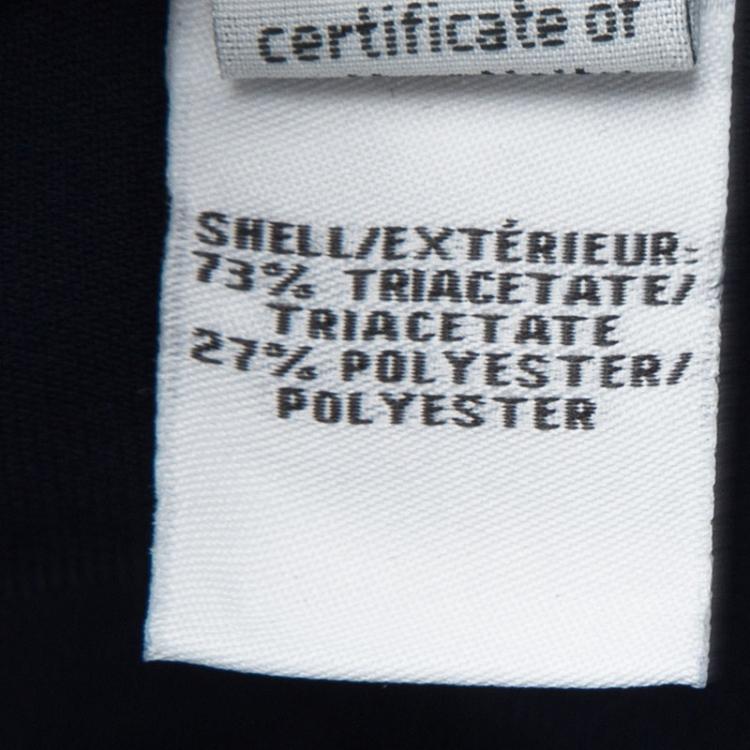 certificate of
SHELL/EXTÉRIEUR:
73% TRIACETATE/
TRIACETATE
27% POLYESTER/
POLYESTER